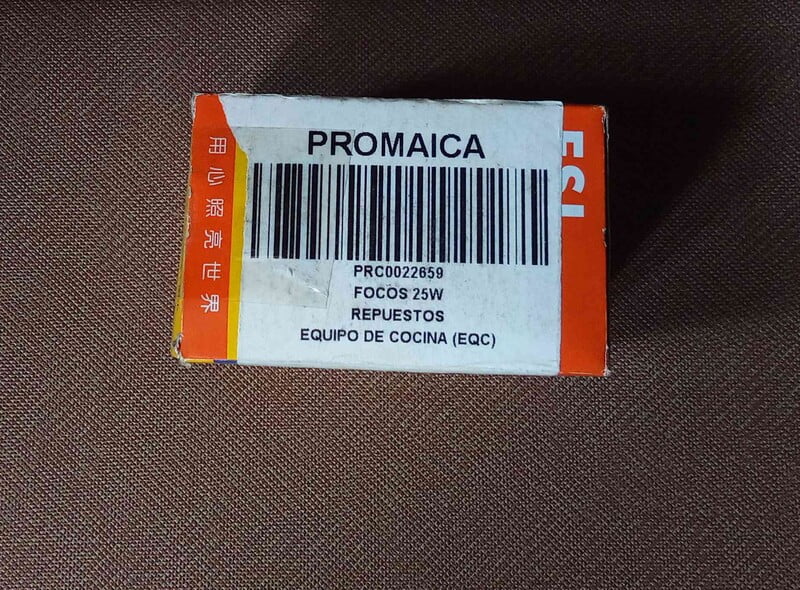 PROMAICA
PRC0022659
FOCOS 25W
REPUESTOS
EQUIPO DE COCINA (EQC)
用心照亮世界